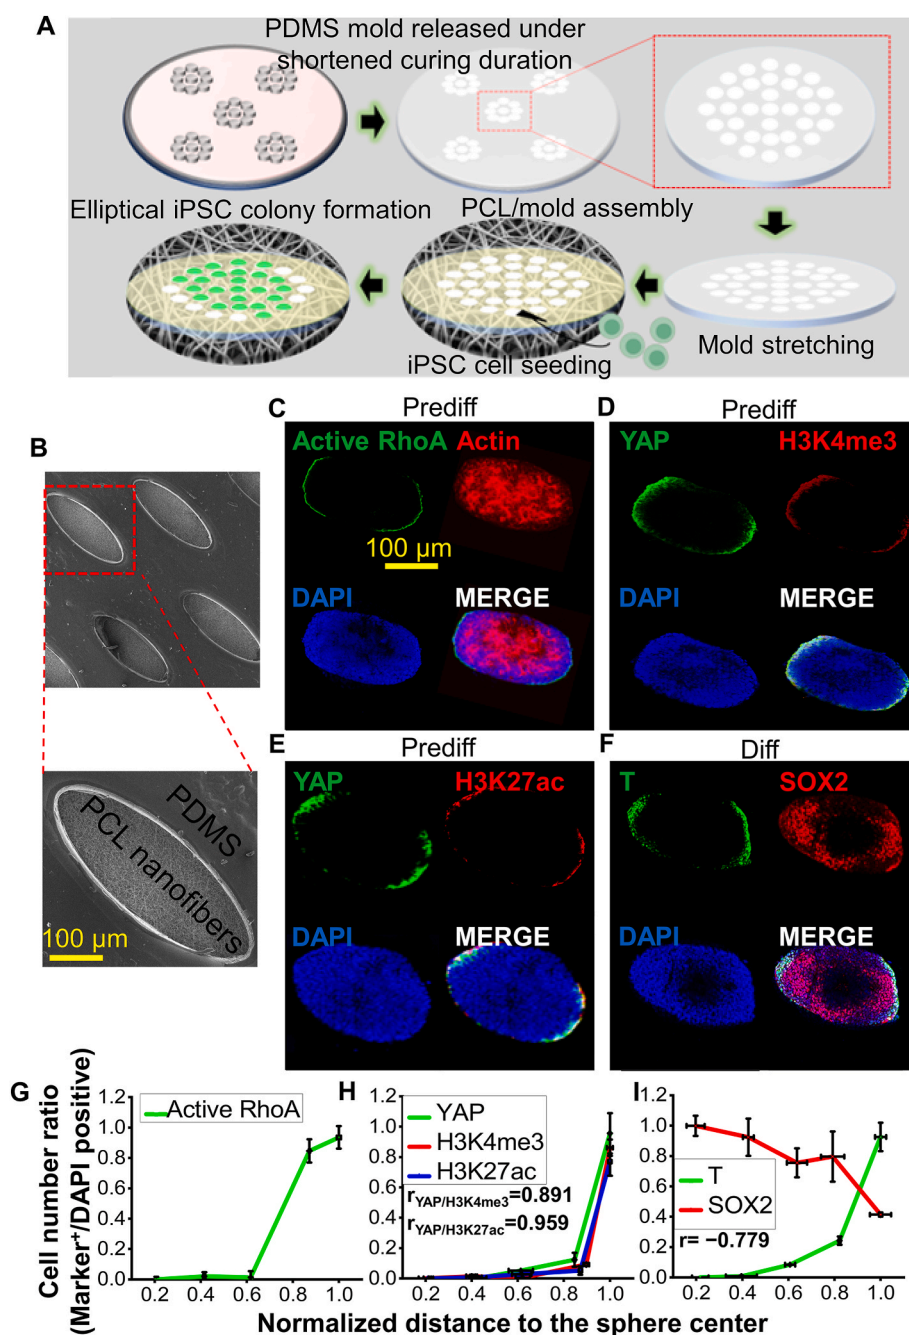 A
PDMS mold released under
shortened curing duration
Elliptical iPSC colony formation
PCL/mold assembly
iPSC cell seeding
Mold stretching
B
PDMS
PCL nanofibers
100 µm
C
Prediff
Active RhoA
Actin
100 µm
DAPI
MERGE
D
Prediff
YAP
H3K4me3
DAPI
MERGE
E
Prediff
YAP
H3K27ac
DAPI
MERGE
F
Diff
T
SOX2
DAPI
MERGE
Cell number ratio
(Marker⁺/DAPI positive)
G
Active RhoA
1.2
1.0
0.8
0.6
0.4
0.2
0.0
0.2 0.4 0.6 0.8 1.0
H
YAP
H3K4me3
H3K27ac
rYAP/H3K4me3=0.891
rYAP/H3K27ac=0.959
1.2
1.0
0.8
0.6
0.4
0.2
0.0
0.2 0.4 0.6 0.8 1.0
I
T
SOX2
r= −0.779
1.2
1.0
0.8
0.6
0.4
0.2
0.0
0.2 0.4 0.6 0.8 1.0
Normalized distance to the sphere center